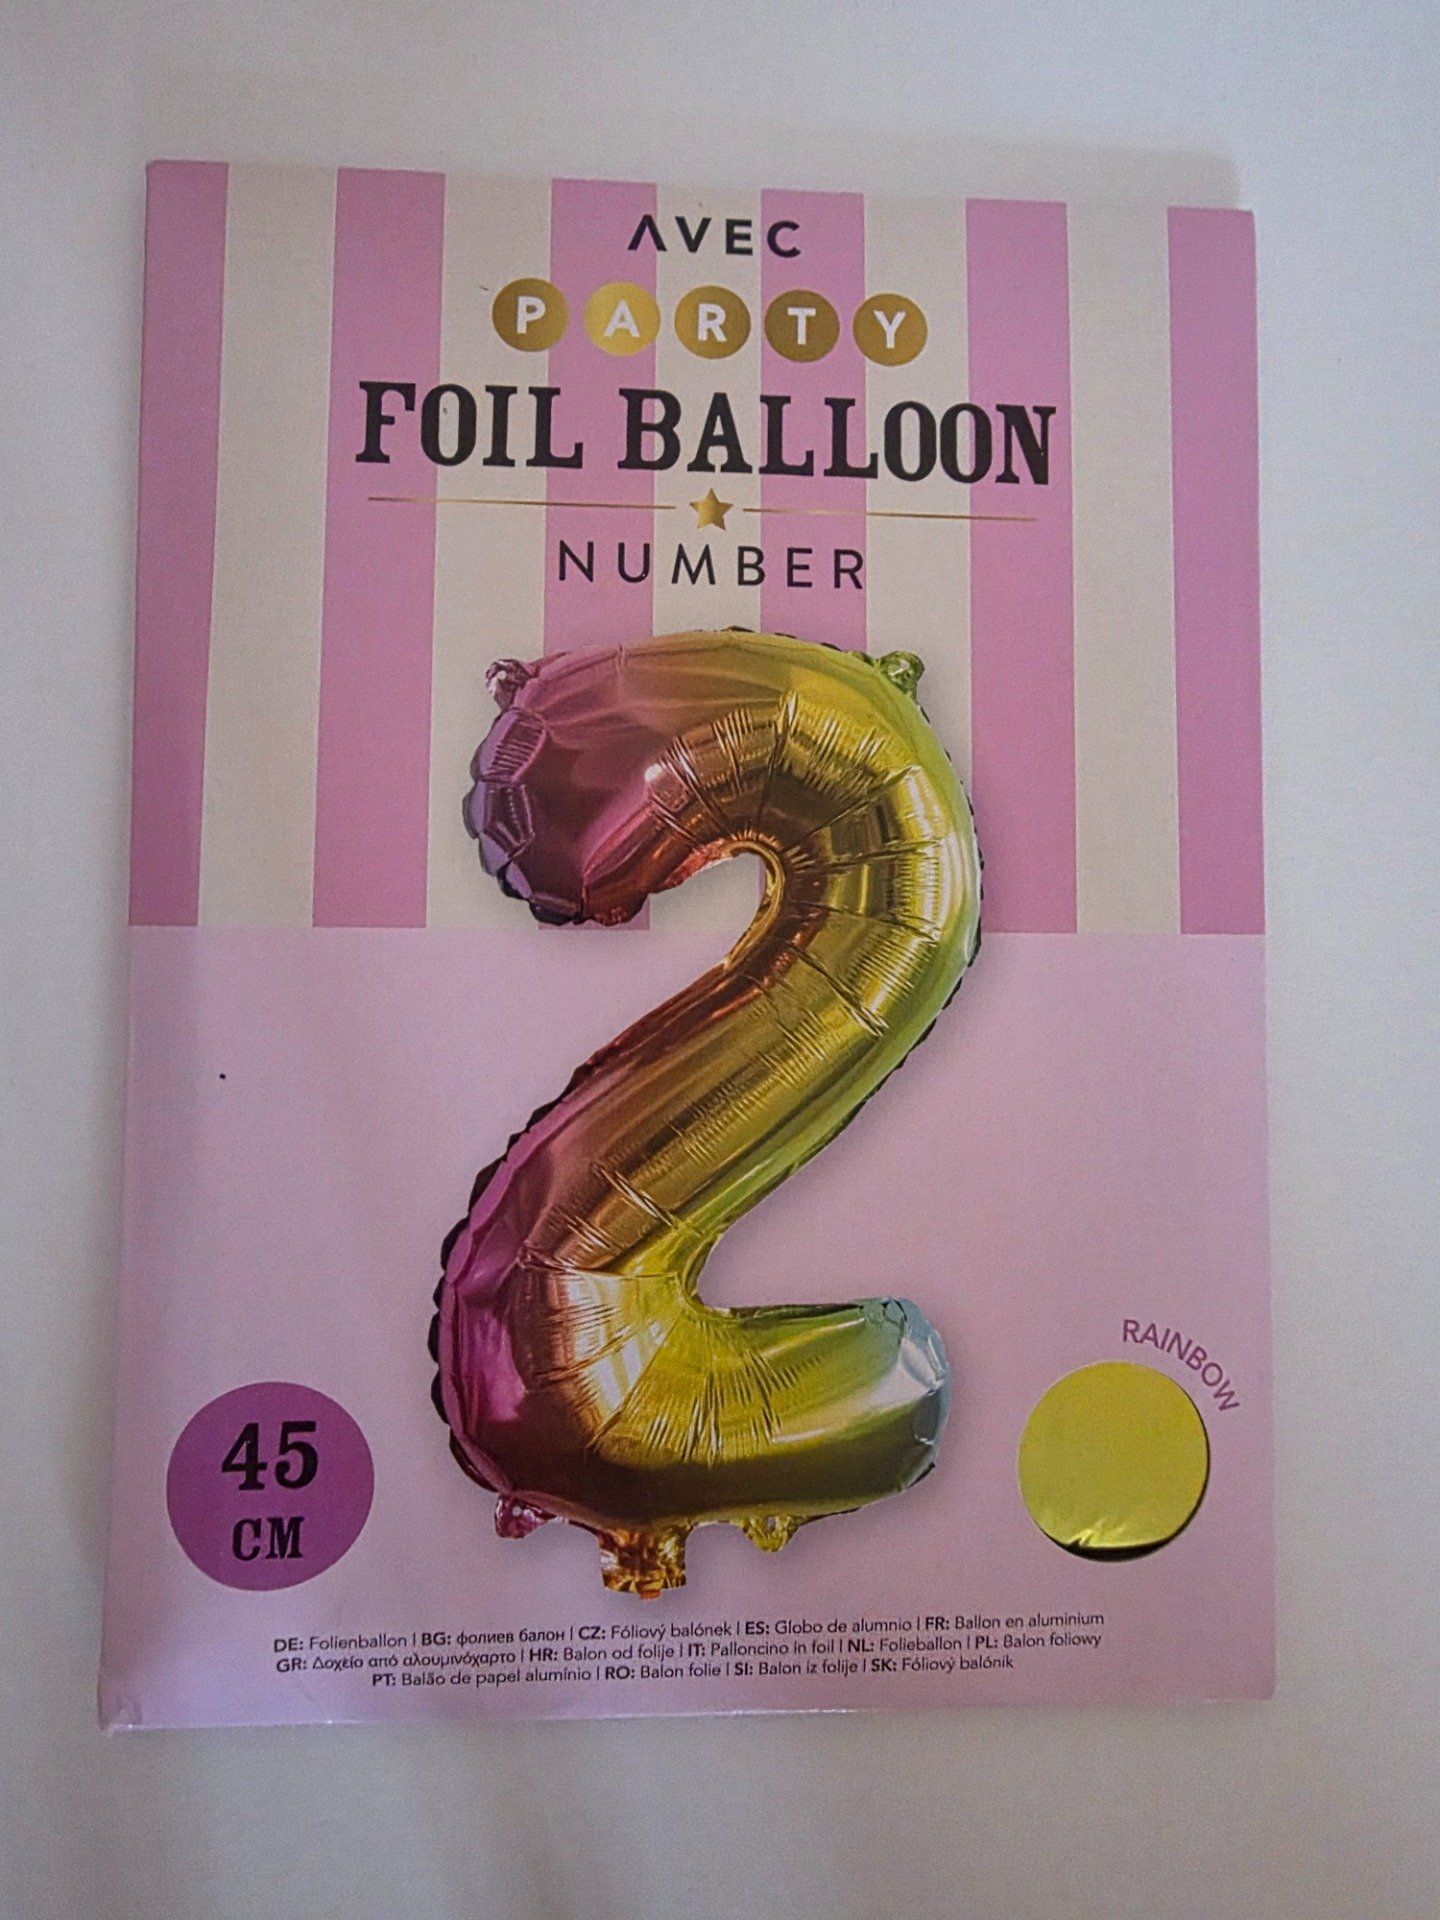 AVEC
PARTY
FOIL BALLOON
NUMBER
RAINBOW
45
CM
DE: Folienballon | BG: фолиев балон | CZ: Fóliový balónek | ES: Globo de alumnio | FR: Ballon en aluminium
GR: Δοχείο από αλουμινόχαρτο | HR: Balon od folije | IT: Palloncino in foil | NL: Folieballon | PL: Balon foliowy
PT: Balão de papel alumínio | RO: Balon folie | SI: Balon iz folije | SK: Fóliový balónik